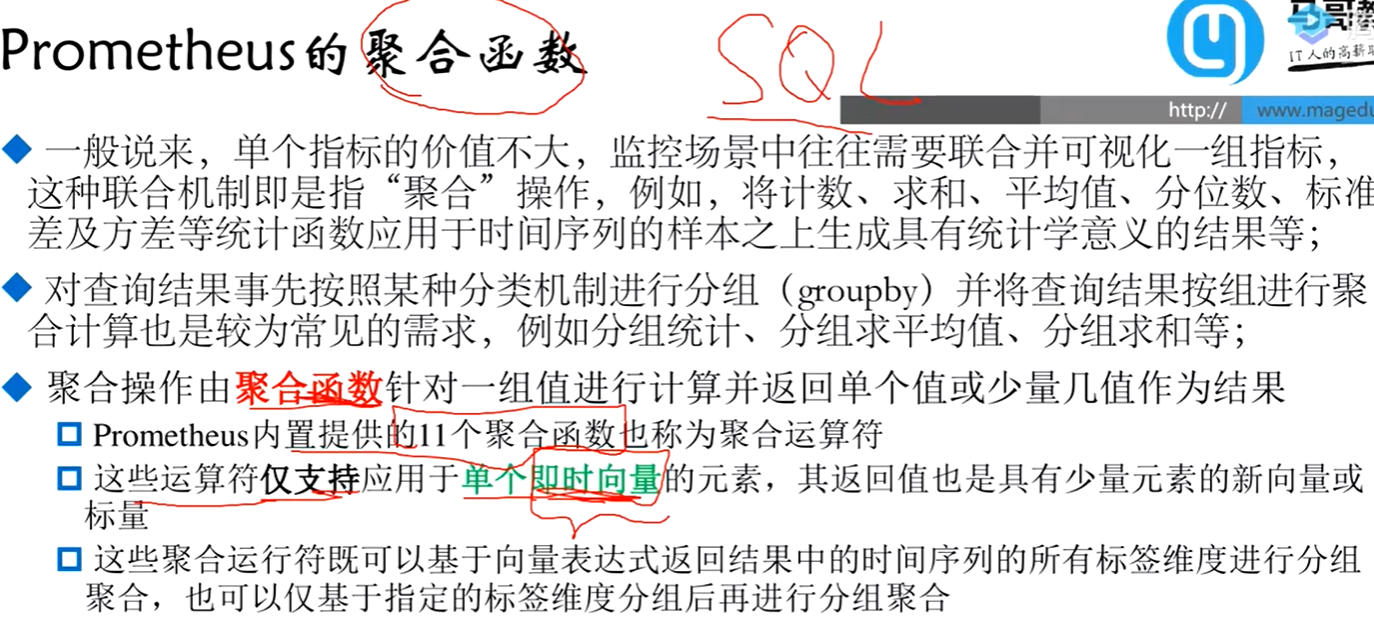 Prometheus的聚合函数
SQL
哥教
IT人的高薪
http://
www.magedu
一般说来，单个指标的价值不大，监控场景中往往需要联合并可视化一组指标，
这种联合机制即是指“聚合”操作，例如，将计数、求和、平均值、分位数、标准
差及方差等统计函数应用于时间序列的样本之上生成具有统计学意义的结果等；
对查询结果事先按照某种分类机制进行分组（groupby）并将查询结果按组进行聚
合计算也是较为常见的需求，例如分组统计、分组求平均值、分组求和等；
聚合操作由聚合函数针对一组值进行计算并返回单个值或少量几值作为结果
Prometheus内置提供的11个聚合函数也称为聚合运算符
这些运算符仅支持应用于单个即时向量的元素，其返回值也是具有少量元素的新向量或
标量
这些聚合运行符既可以基于向量表达式返回结果中的时间序列的所有标签维度进行分组
聚合，也可以仅基于指定的标签维度分组后再进行分组聚合